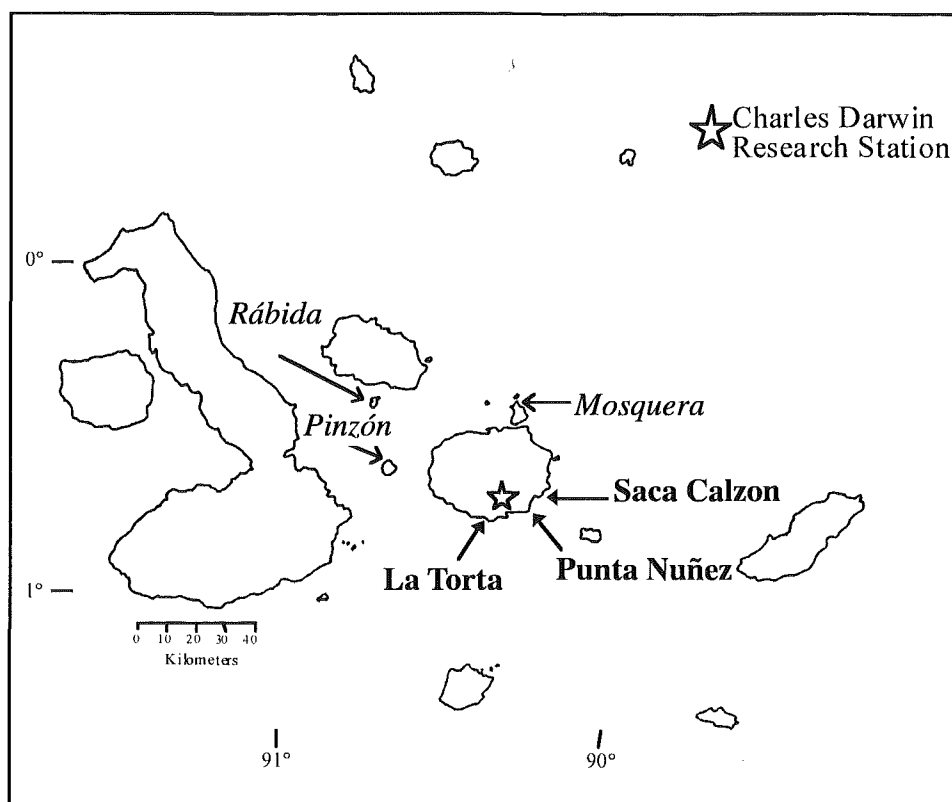 Charles Darwin
Research Station
0°
Rábida
Mosquera
Pinzón
Saca Calzon
La Torta
Punta Nuñez
1°
0 10 20 30 40
Kilometers
91°
90°